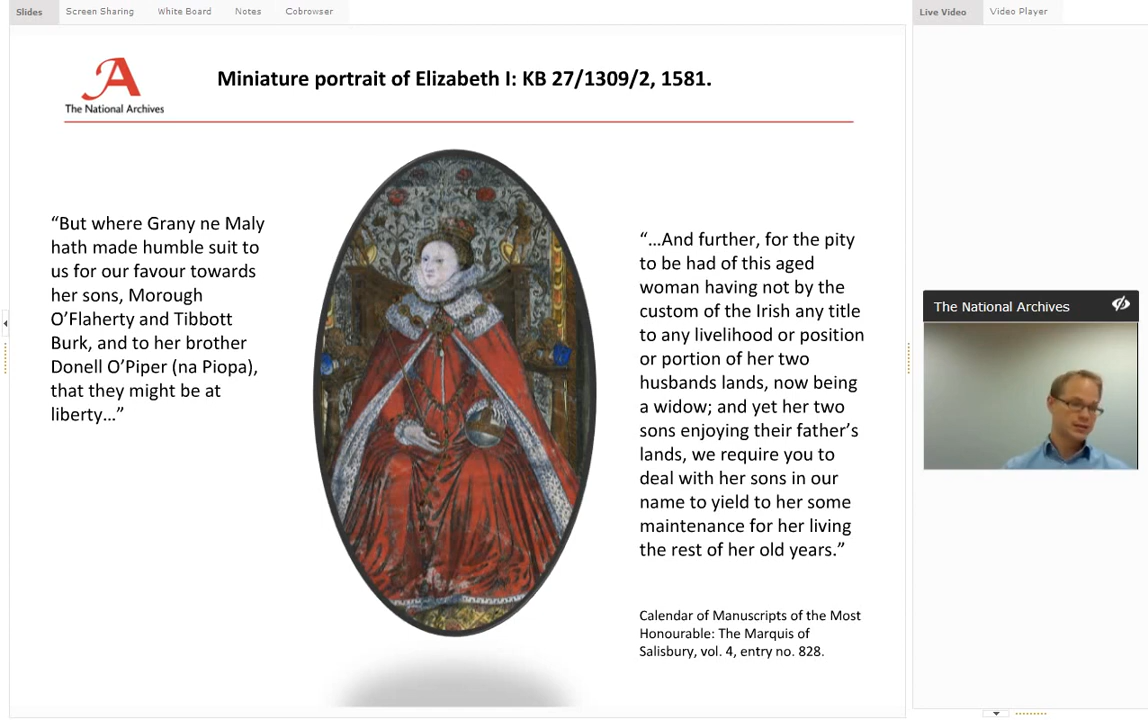 Slides
Screen Sharing
White Board
Notes
Cobrowser
Live Video
Video Player
A
The National Archives
Miniature portrait of Elizabeth I: KB 27/1309/2, 1581.
“But where Grany ne Maly
hath made humble suit to
us for our favour towards
her sons, Morough
O’Flaherty and Tibbott
Burk, and to her brother
Donell O’Piper (na Piopa),
that they might be at
liberty…”
“…And further, for the pity
to be had of this aged
woman having not by the
custom of the Irish any title
to any livelihood or position
or portion of her two
husbands lands, now being
a widow; and yet her two
sons enjoying their father’s
lands, we require you to
deal with her sons in our
name to yield to her some
maintenance for her living
the rest of her old years.”
Calendar of Manuscripts of the Most
Honourable: The Marquis of
Salisbury, vol. 4, entry no. 828.
The National Archives